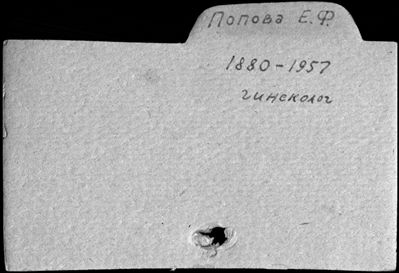 Попова Е.Ф.
1880-1957
гинеколог